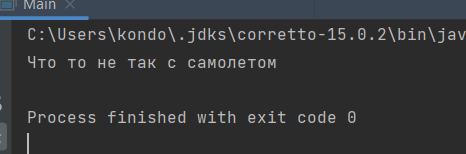 Main
C:\Users\kondo\.jdks\corretto-15.0.2\bin\jav
Что то не так с самолетом
Process finished with exit code 0